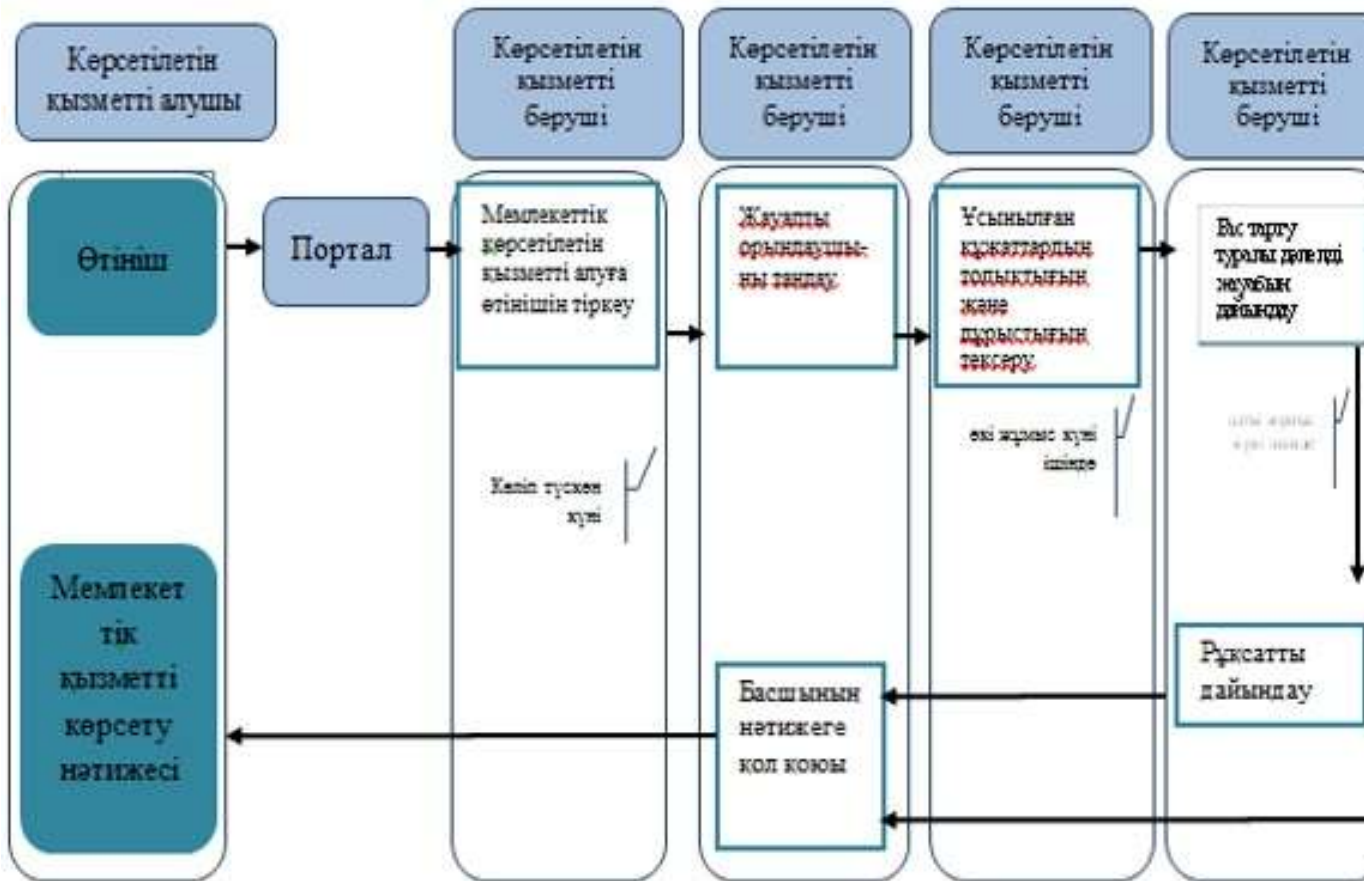 Көрсетілетін
қызметті алушы
Көрсетілетін
қызметті
беруші
Көрсетілетін
қызметті
беруші
Көрсетілетін
қызметті
беруші
Көрсетілетін
қызметті
беруші
Өтініш
Портал
Мемлекеттік
көрсетілетін
қызметті алуға
өтінішін тіркеу
Жауапты
орындаушы-
ны таңдау
Ұсынылған
құжаттардың
толықтығын
және
дұрыстығын
тексеру
Бас тарту
туралы дәлелді
жауабын
дайындау
Келіп түскен
күні
екі жұмыс күні
ішінде
Мемлекет
тік
қызметті
көрсету
нәтижесі
Басшының
нәтижеге
қол қоюы
Рұқсатты
дайындау